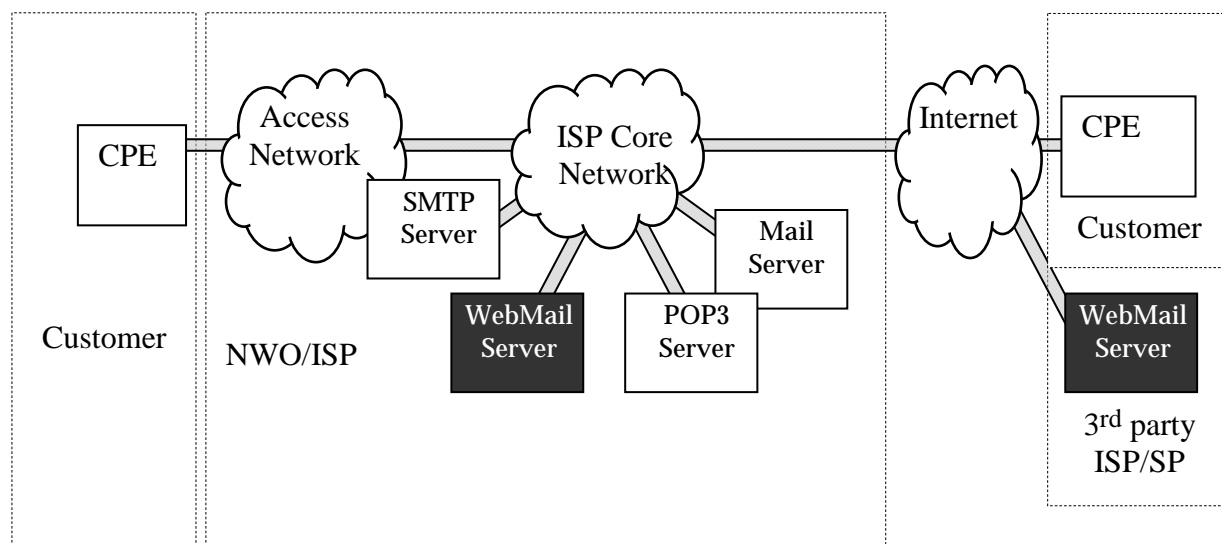 CPE
Customer
Access
Network
NWO/ISP
SMTP
Server
ISP Core
Network
WebMail
Server
POP3
Server
Mail
Server
Internet
CPE
Customer
WebMail
Server
3rd party
ISP/SP